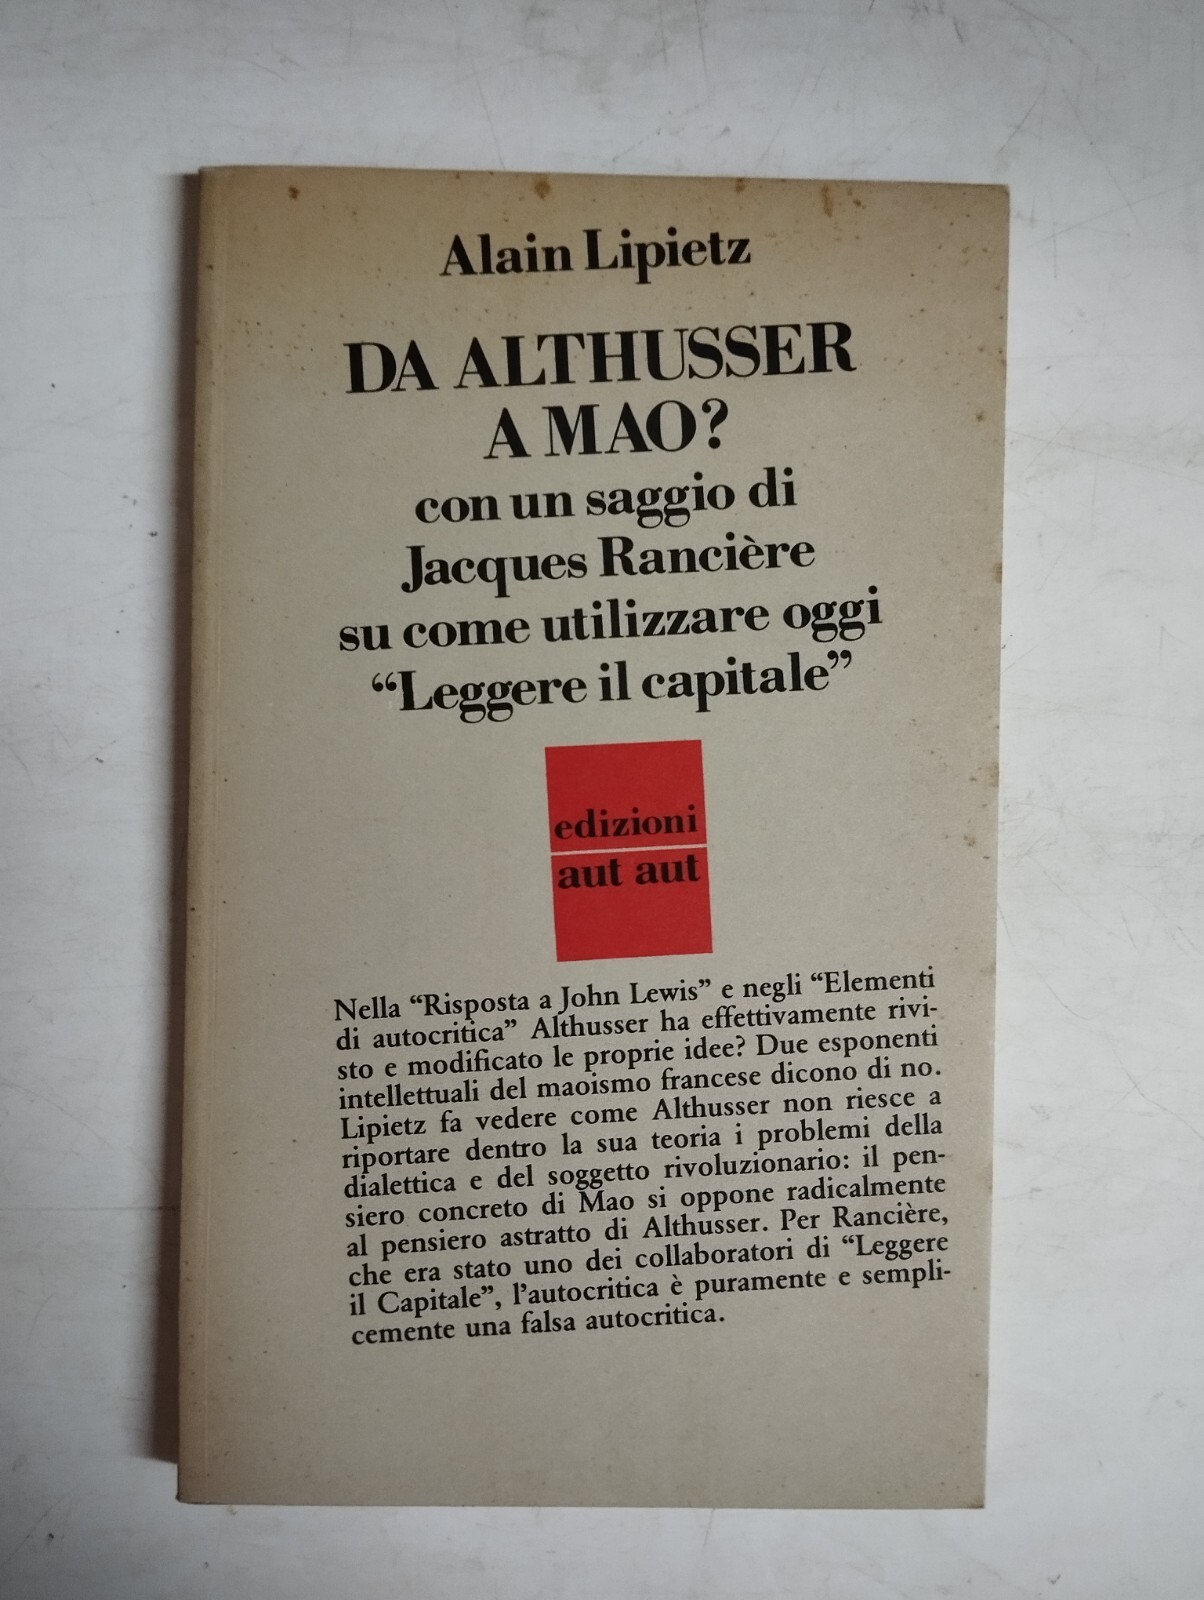 Alain Lipietz
DA ALTHUSSER
A MAO?
con un saggio di
Jacques Rancière
su come utilizzare oggi
“Leggere il capitale”
edizioni
aut aut
Nella “Risposta a John Lewis” e negli “Elementi
di autocritica” Althusser ha effettivamente rivi-
sto e modificato le proprie idee? Due esponenti
intellettuali del maoismo francese dicono di no.
Lipietz fa vedere come Althusser non riesce a
riportare dentro la sua teoria i problemi della
dialettica e del soggetto rivoluzionario: il pen-
siero concreto di Mao si oppone radicalmente
al pensiero astratto di Althusser. Per Rancière,
che era stato uno dei collaboratori di “Leggere
il Capitale”, l’autocritica è puramente e sempli-
cemente una falsa autocritica.